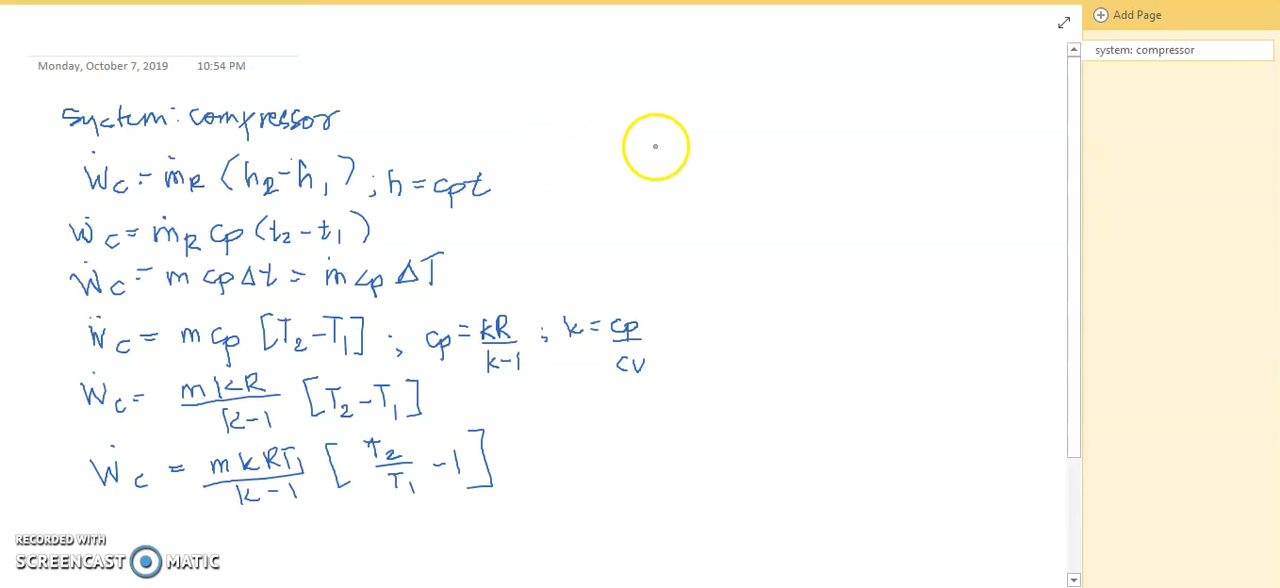 Add Page
system: compressor
Monday, October 7, 2019 10:54 PM
System: compressor
Ẇc = ṁR (h2 - h1) ; h = cpt
Ẇc = ṁR cp (t2 - t1)
Ẇc = m cp Δt = ṁ cp ΔT
Ẇc = m cp [T2 - T1] ; cp = kR/k-1 ; k = cp/cv
Ẇc = mkR/k-1 [T2 - T1]
Ẇc = mkRT1/k-1 [T2/T1 - 1]
RECORDED WITH
SCREENCAST MATIC